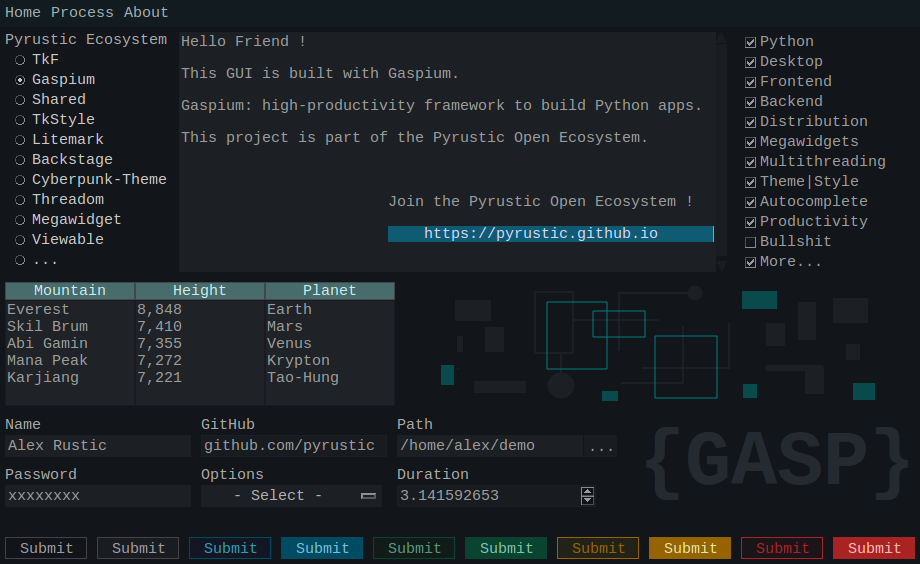 Home Process About
Pyrustic Ecosystem
TkF
Gaspium
Shared
TkStyle
Litemark
Backstage
Cyberpunk-Theme
Threadom
Megawidget
Viewable
...
Hello Friend !
This GUI is built with Gaspium.
Gaspium: high-productivity framework to build Python apps.
This project is part of the Pyrustic Open Ecosystem.
Join the Pyrustic Open Ecosystem !
https://pyrustic.github.io
Python
Desktop
Frontend
Backend
Distribution
Megawidgets
Multithreading
Theme|Style
Autocomplete
Productivity
Bullshit
More...
Mountain Height Planet
Everest 8,848 Earth
Skil Brum 7,410 Mars
Abi Gamin 7,355 Venus
Mana Peak 7,272 Krypton
Karjiang 7,221 Tao-Hung
{GASP}
Name GitHub Path
Alex Rustic github.com/pyrustic /home/alex/demo ...
Password Options Duration
xxxxxxxx - Select - 3.141592653
Submit Submit Submit Submit Submit Submit Submit Submit Submit Submit